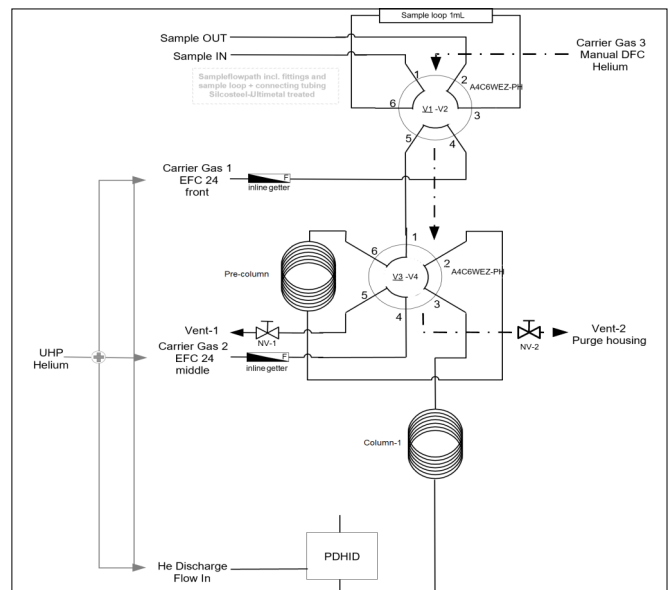 Sample loop 1mL
Sample OUT
Sample IN
Carrier Gas 3
Manual DFC
Helium
Sampleflowpath incl. fittings and
sample loop + connecting tubing
Silcosteel-Ultimetal treated
1
2
A4C6WEZ-PH
6
V1 -V2
3
5
4
Carrier Gas 1
EFC 24
front
F
inline getter
1
6
2
Pre-column
V3 -V4
A4C6WEZ-PH
5
3
4
Vent-1
NV-1
Vent-2
Purge housing
NV-2
UHP
Helium
Carrier Gas 2
EFC 24
middle
F
inline getter
Column-1
PDHID
He Discharge
Flow In